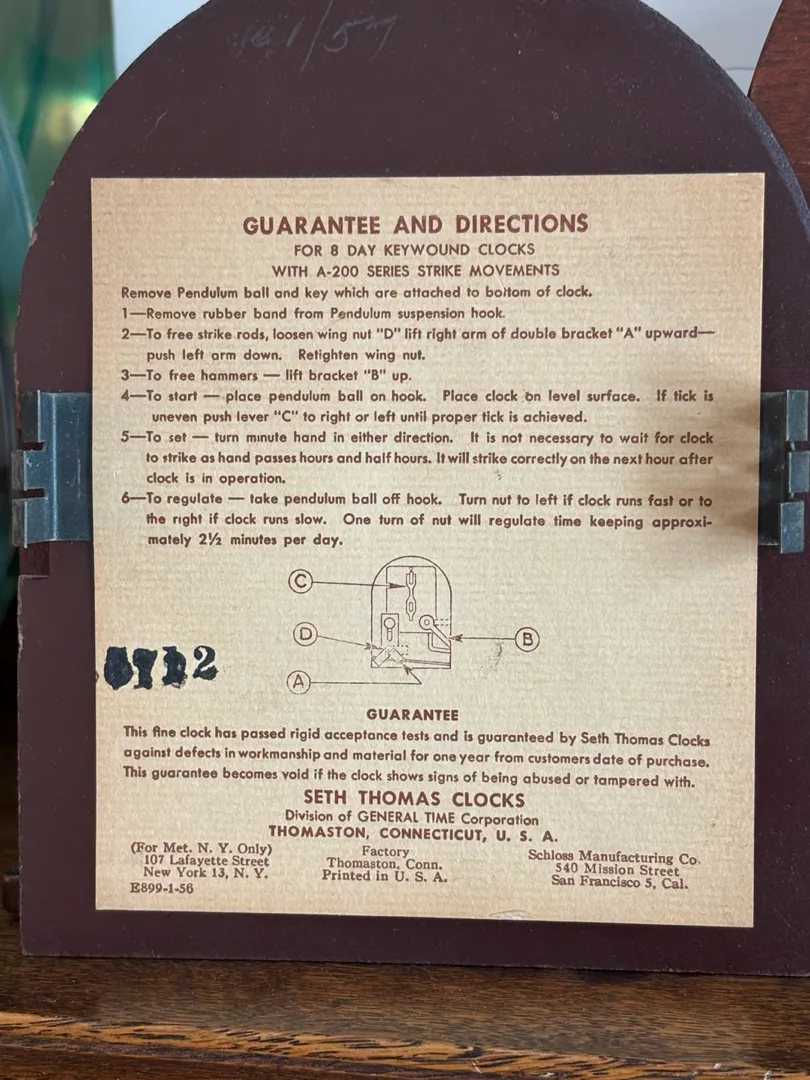 GUARANTEE AND DIRECTIONS
FOR 8 DAY KEYWOUND CLOCKS
WITH A-200 SERIES STRIKE MOVEMENTS
Remove Pendulum ball and key which are attached to bottom of clock.
1—Remove rubber band from Pendulum suspension hook.
2—To free strike rods, loosen wing nut "D" lift right arm of double bracket "A" upward—
push left arm down. Retighten wing nut.
3—To free hammers — lift bracket "B" up.
4—To start — place pendulum ball on hook. Place clock on level surface. If tick is
uneven push lever "C" to right or left until proper tick is achieved.
5—To set — turn minute hand in either direction. It is not necessary to wait for clock
to strike as hand passes hours and half hours. It will strike correctly on the next hour after
clock is in operation.
6—To regulate — take pendulum ball off hook. Turn nut to left if clock runs fast or to
the right if clock runs slow. One turn of nut will regulate time keeping approxi-
mately 2½ minutes per day.
C
D
B
A
GUARANTEE
This fine clock has passed rigid acceptance tests and is guaranteed by Seth Thomas Clocks
against defects in workmanship and material for one year from customers date of purchase.
This guarantee becomes void if the clock shows signs of being abused or tampered with.
SETH THOMAS CLOCKS
Division of GENERAL TIME Corporation
THOMASTON, CONNECTICUT, U. S. A.
(For Met. N. Y. Only)
107 Lafayette Street
New York 13, N. Y.
E899-1-56
Factory
Thomaston, Conn.
Printed in U. S. A.
Schloss Manufacturing Co.
540 Mission Street
San Francisco 5, Cal.